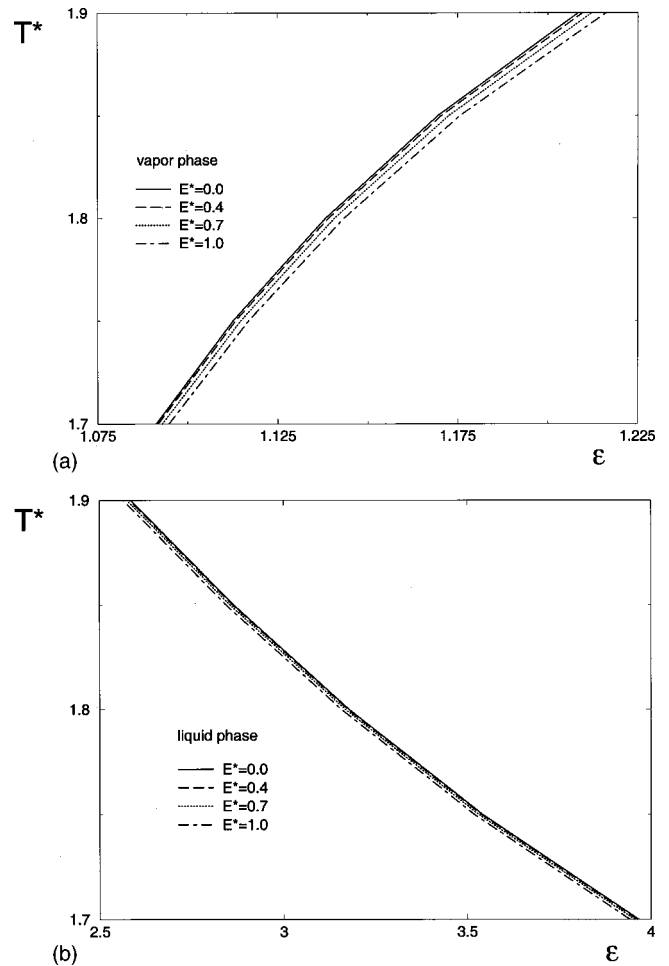 T*
1.9
1.8
1.7
vapor phase
E*=0.0
E*=0.4
E*=0.7
E*=1.0
1.075
1.125
1.175
1.225
(a)
ε
T*
1.9
1.8
1.7
liquid phase
E*=0.0
E*=0.4
E*=0.7
E*=1.0
2.5
3
3.5
4
(b)
ε